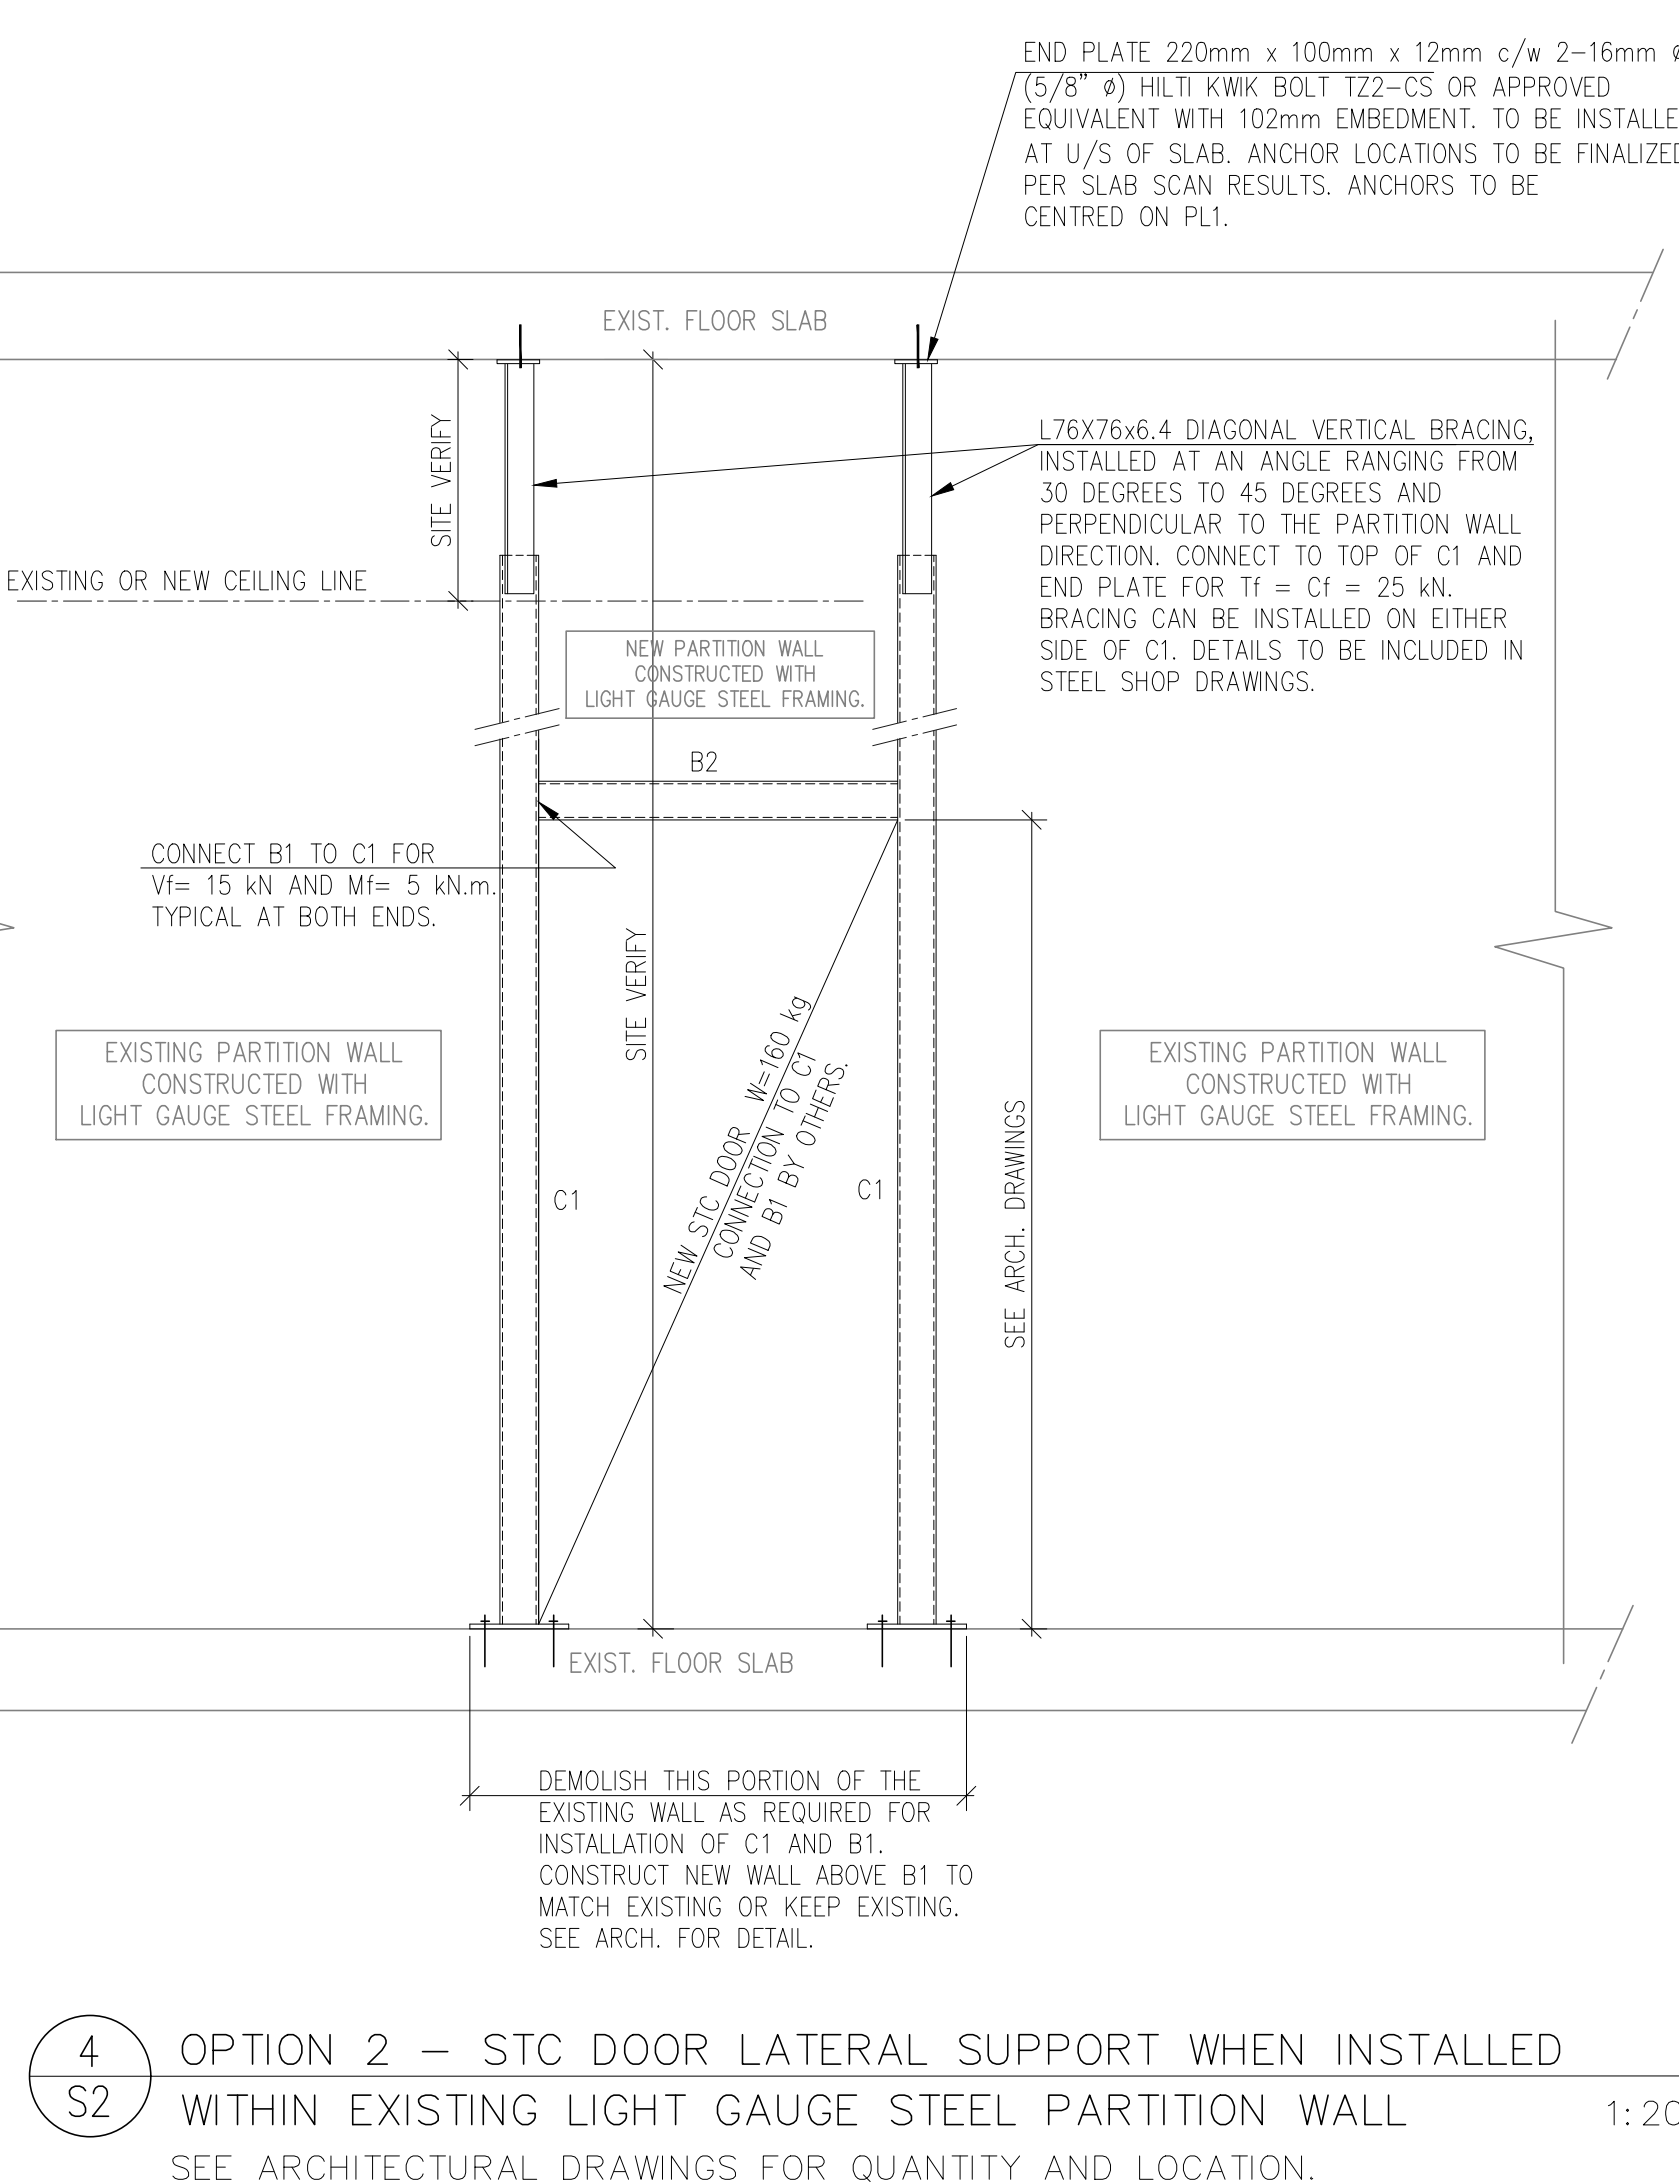 END PLATE 220mm x 100mm x 12mm c/w 2-16mm ø
(5/8" ø) HILTI KWIK BOLT TZ2-CS OR APPROVED
EQUIVALENT WITH 102mm EMBEDMENT. TO BE INSTALLE
AT U/S OF SLAB. ANCHOR LOCATIONS TO BE FINALIZED
PER SLAB SCAN RESULTS. ANCHORS TO BE
CENTRED ON PL1.
EXIST. FLOOR SLAB
SITE VERIFY
L76X76x6.4 DIAGONAL VERTICAL BRACING,
INSTALLED AT AN ANGLE RANGING FROM
30 DEGREES TO 45 DEGREES AND
PERPENDICULAR TO THE PARTITION WALL
DIRECTION. CONNECT TO TOP OF C1 AND
END PLATE FOR Tf = Cf = 25 kN.
BRACING CAN BE INSTALLED ON EITHER
SIDE OF C1. DETAILS TO BE INCLUDED IN
STEEL SHOP DRAWINGS.
EXISTING OR NEW CEILING LINE
NEW PARTITION WALL
CONSTRUCTED WITH
LIGHT GAUGE STEEL FRAMING.
B2
CONNECT B1 TO C1 FOR
Vf= 15 kN AND Mf= 5 kN.m.
TYPICAL AT BOTH ENDS.
SITE VERIFY
EXISTING PARTITION WALL
CONSTRUCTED WITH
LIGHT GAUGE STEEL FRAMING.
NEW STC DOOR W=160 kg
CONNECTION TO C1
AND B1 BY OTHERS.
C1
C1
SEE ARCH. DRAWINGS
EXISTING PARTITION WALL
CONSTRUCTED WITH
LIGHT GAUGE STEEL FRAMING.
EXIST. FLOOR SLAB
DEMOLISH THIS PORTION OF THE
EXISTING WALL AS REQUIRED FOR
INSTALLATION OF C1 AND B1.
CONSTRUCT NEW WALL ABOVE B1 TO
MATCH EXISTING OR KEEP EXISTING.
SEE ARCH. FOR DETAIL.
4
S2
OPTION 2 - STC DOOR LATERAL SUPPORT WHEN INSTALLED
WITHIN EXISTING LIGHT GAUGE STEEL PARTITION WALL
1:20
SEE ARCHITECTURAL DRAWINGS FOR QUANTITY AND LOCATION.